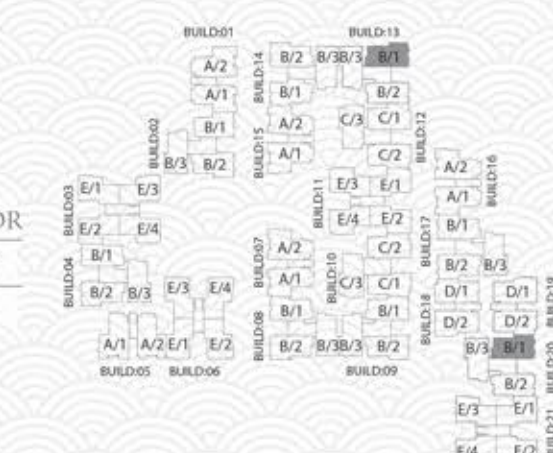 BUILD:01
BUILD:13
A/2
A/1
B/1
B/3 B/2
BUILD:02
BUILD:14
B/2 B/3 B/3 B/1
B/1 B/2
BUILD:15
A/2 C/3 C/1
A/1 C/2
BUILD:12
BUILD:03
E/1 E/3
E/2 E/4
BUILD:11
E/3 E/1
E/4 E/2
A/2
A/1
BUILD:16
BUILD:17
B/1
B/2 B/3
OR
BUILD:04
B/1
B/2 B/3
E/3 E/4
A/1 A/2 E/1 E/2
BUILD:05 BUILD:06
BUILD:07
A/2
A/1
BUILD:08
B/1
B/2 B/3 B/3 B/2
BUILD:10
C/2
C/3 C/1
B/1
BUILD:09
BUILD:18
D/1 D/1
D/2 D/2
BUILD:19
B/3 B/1
B/2
BUILD:20
E/3 E/1
E/4 E/2
BUILD:21